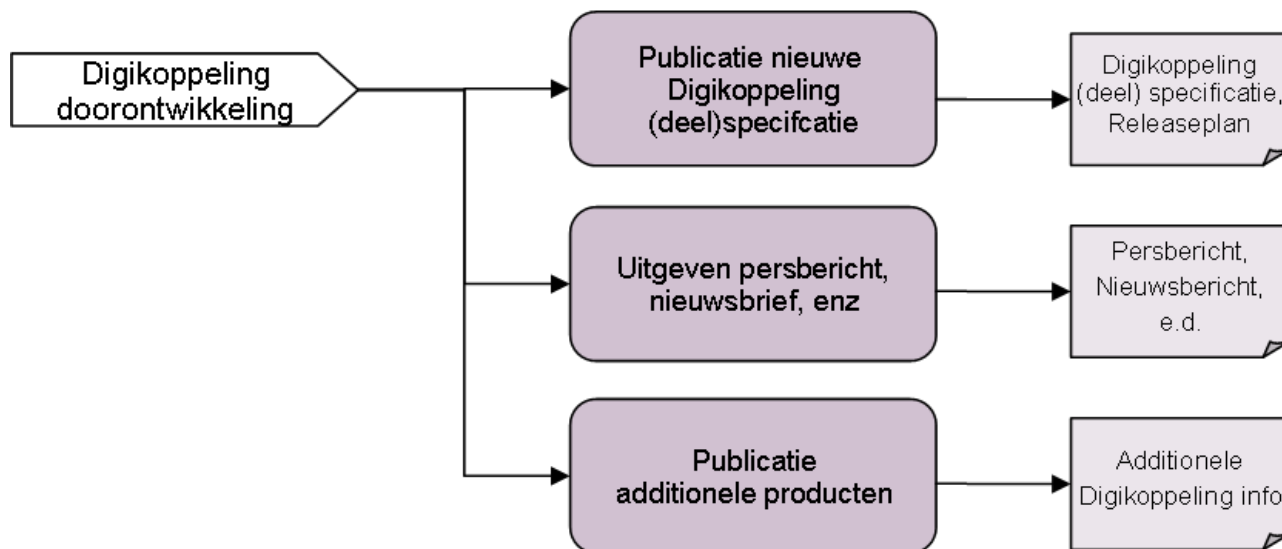 Digikoppeling
doorontwikkeling
Publicatie nieuwe
Digikoppeling
(deel)specifcatie
Digikoppeling
(deel) specificatie,
Releaseplan
Uitgeven persbericht,
nieuwsbrief, enz
Persbericht,
Nieuwsbericht,
e.d.
Publicatie
additionele producten
Additionele
Digikoppeling info